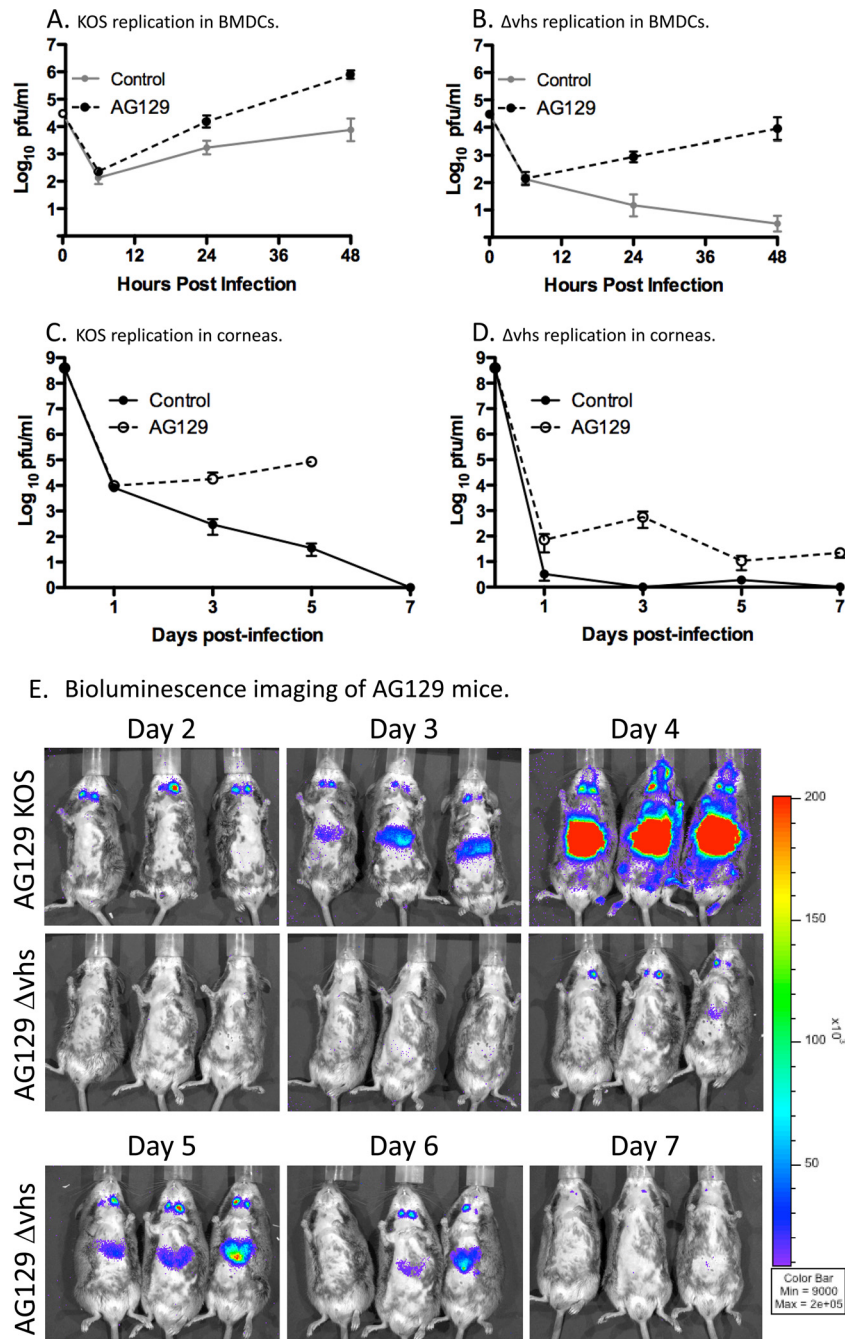 A. KOS replication in BMDCs.
7
6
5
4
3
2
1
Log10 pfu/ml
Control
AG129
0 12 24 36 48
Hours Post Infection
B. Δvhs replication in BMDCs.
7
6
5
4
3
2
1
Log10 pfu/ml
Control
AG129
0 12 24 36 48
Hours Post Infection
C. KOS replication in corneas.
9
8
7
6
5
4
3
2
1
0
Log 10 pfu/ml
Control
AG129
1 3 5 7
Days post-infection
D. Δvhs replication in corneas.
9
8
7
6
5
4
3
2
1
0
Log 10 pfu/ml
Control
AG129
1 3 5 7
Days post-infection
E. Bioluminescence imaging of AG129 mice.
Day 2 Day 3 Day 4
AG129 KOS
AG129 Δvhs
Day 5 Day 6 Day 7
AG129 Δvhs
200
150
100
50
x10^3
Color Bar
Min = 9000
Max = 2e+05